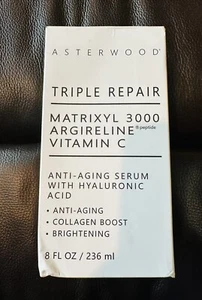 ASTERWOOD®
TRIPLE REPAIR
MATRIXYL 3000
ARGIRELINE® peptide
VITAMIN C
ANTI-AGING SERUM
WITH HYALURONIC
ACID
• ANTI-AGING
• COLLAGEN BOOST
• BRIGHTENING
8 FL OZ / 236 ml